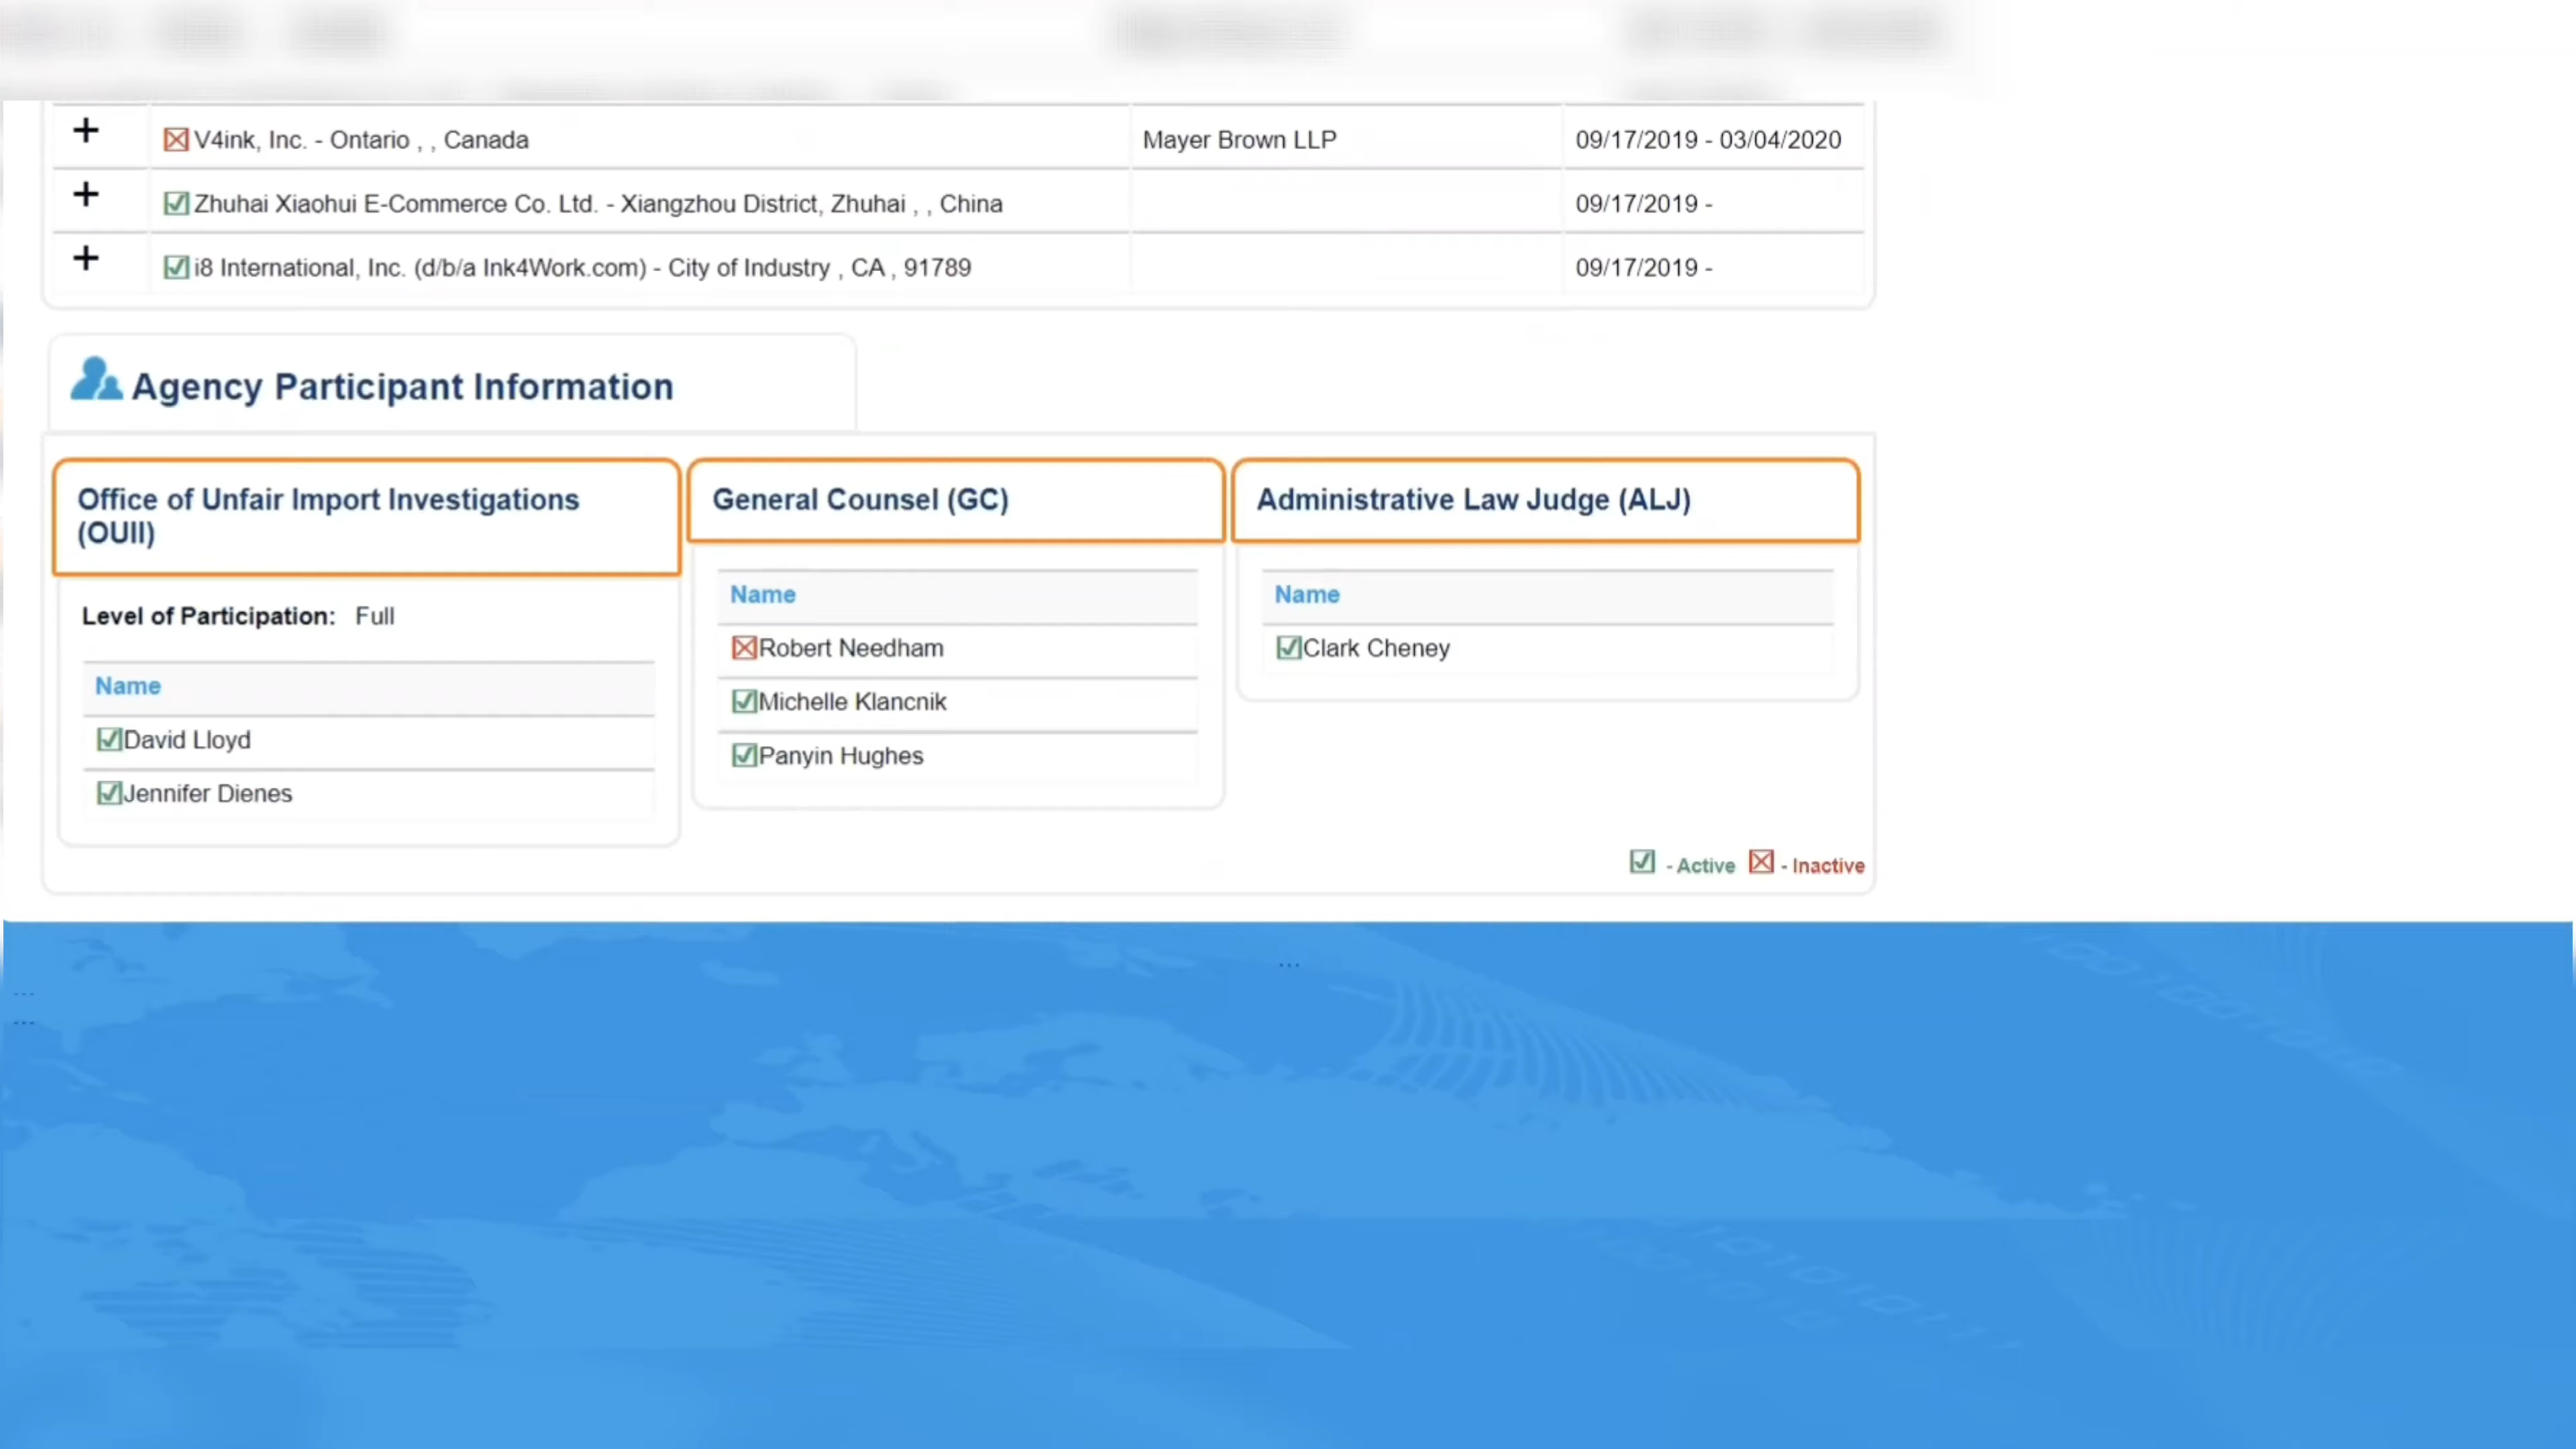 + V4ink, Inc. - Ontario , , Canada Mayer Brown LLP 09/17/2019 - 03/04/2020
+ Zhuhai Xiaohui E-Commerce Co. Ltd. - Xiangzhou District, Zhuhai , , China 09/17/2019 -
+ i8 International, Inc. (d/b/a Ink4Work.com) - City of Industry , CA , 91789 09/17/2019 -
Agency Participant Information
Office of Unfair Import Investigations
(OUII)
Level of Participation: Full
Name
David Lloyd
Jennifer Dienes
General Counsel (GC)
Name
Robert Needham
Michelle Klancnik
Panyin Hughes
Administrative Law Judge (ALJ)
Name
Clark Cheney
- Active - Inactive
...
...
...